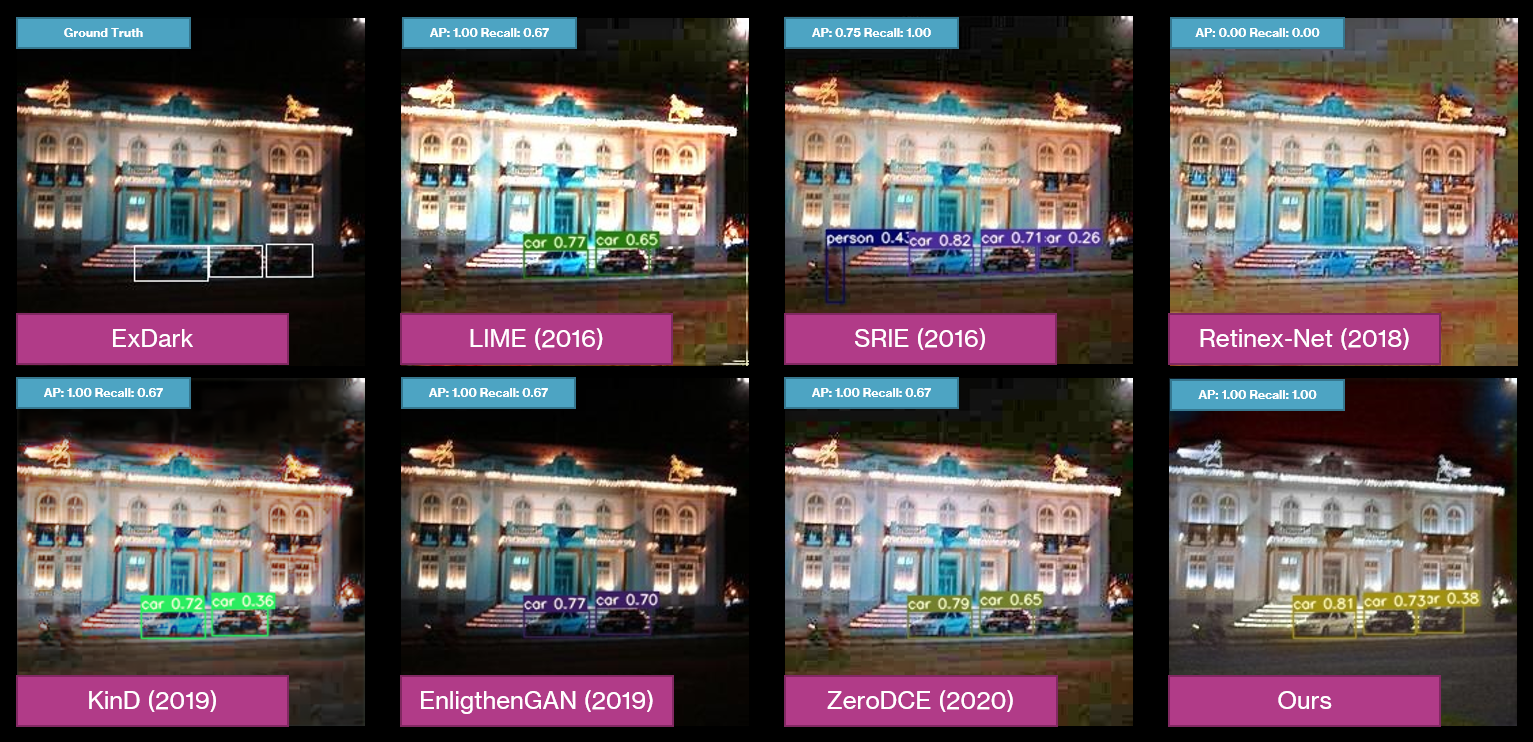 Ground Truth
AP: 1.00 Recall: 0.67
AP: 0.75 Recall: 1.00
AP: 0.00 Recall: 0.00
car 0.77
car 0.65
person 0.43
car 0.82
car 0.71
ar 0.26
ExDark
LIME (2016)
SRIE (2016)
Retinex-Net (2018)
AP: 1.00 Recall: 0.67
AP: 1.00 Recall: 0.67
AP: 1.00 Recall: 0.67
AP: 1.00 Recall: 1.00
car 0.72
car 0.36
car 0.77
car 0.70
car 0.79
car 0.65
car 0.81
car 0.73
ar 0.38
KinD (2019)
EnligthenGAN (2019)
ZeroDCE (2020)
Ours